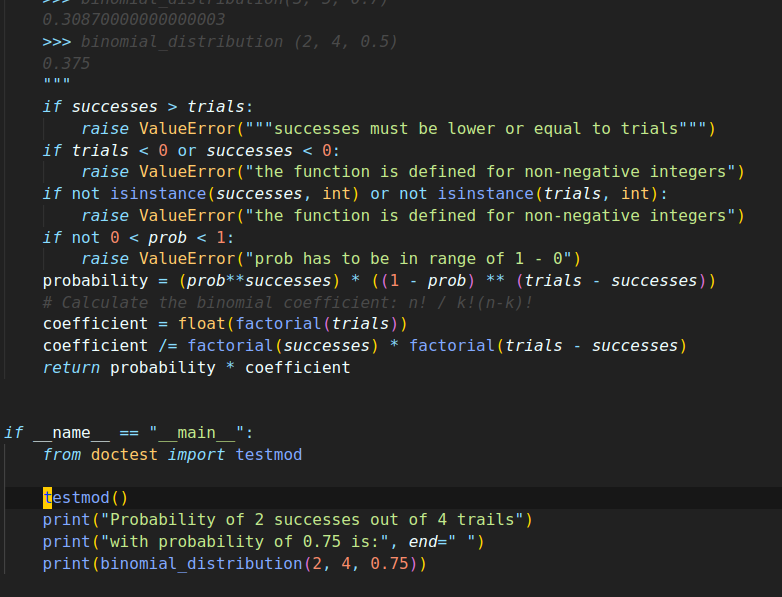 >>> binomial_distribution(3, 5, 0.7)
0.30870000000000003
>>> binomial_distribution (2, 4, 0.5)
0.375
"""
if successes > trials:
raise ValueError("""successes must be lower or equal to trials""")
if trials < 0 or successes < 0:
raise ValueError("the function is defined for non-negative integers")
if not isinstance(successes, int) or not isinstance(trials, int):
raise ValueError("the function is defined for non-negative integers")
if not 0 < prob < 1:
raise ValueError("prob has to be in range of 1 - 0")
probability = (prob**successes) * ((1 - prob) ** (trials - successes))
# Calculate the binomial coefficient: n! / k!(n-k)!
coefficient = float(factorial(trials))
coefficient /= factorial(successes) * factorial(trials - successes)
return probability * coefficient
if __name__ == "__main__":
from doctest import testmod
testmod()
print("Probability of 2 successes out of 4 trails")
print("with probability of 0.75 is:", end=" ")
print(binomial_distribution(2, 4, 0.75))